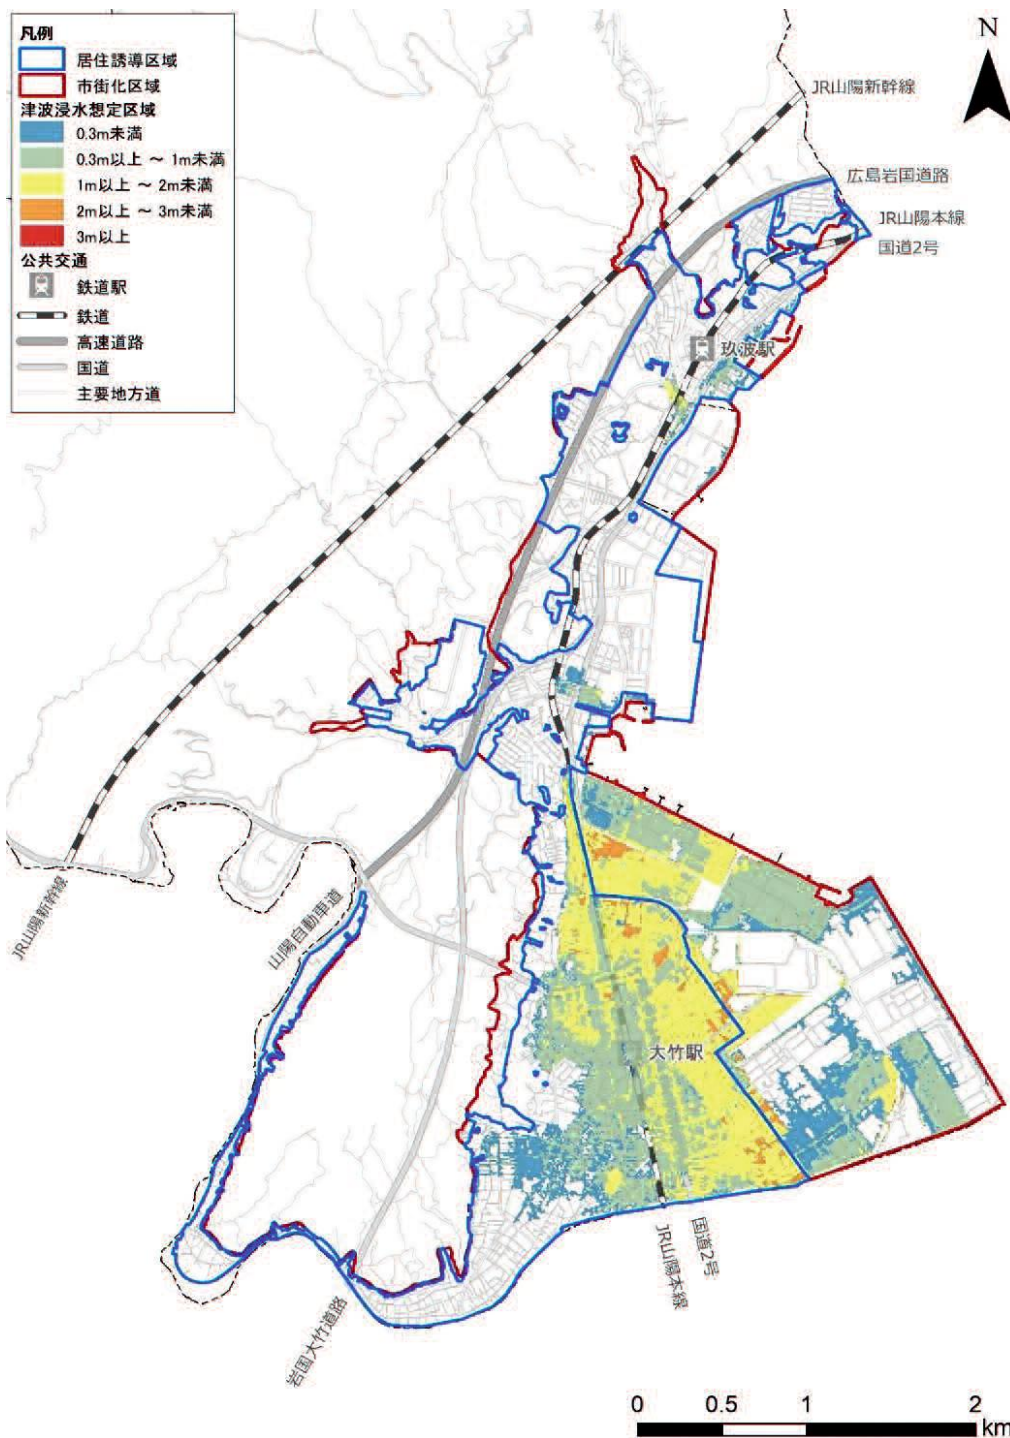 凡例
居住誘導区域
市街化区域
津波浸水想定区域
0.3m未満
0.3m以上 ～ 1m未満
1m以上 ～ 2m未満
2m以上 ～ 3m未満
3m以上
公共交通
鉄道駅
鉄道
高速道路
国道
主要地方道
N
JR山陽新幹線
広島岩国道路
JR山陽本線
国道2号
玖波駅
JR山陽新幹線
山陽自動車道
大竹駅
国道2号
JR山陽本線
岩国大竹道路
0 0.5 1 2
km